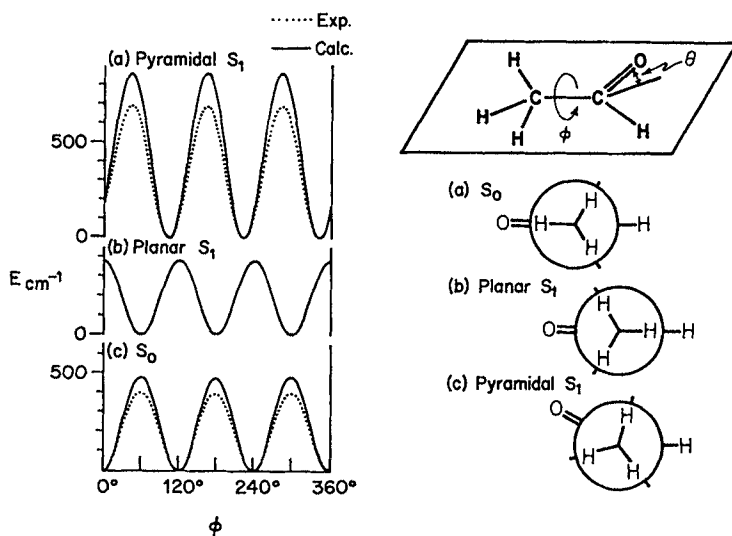 Exp.
Calc.
(a) Pyramidal S₁
500
0
(b) Planar S₁
E cm⁻¹
0
(c) S₀
500
0
0° 120° 240° 360°
ϕ
H
O
θ
C
C
H
H
ϕ
H
(a) S₀
H
O H H
H
(b) Planar S₁
H
O H H
H
(c) Pyramidal S₁
O
H
H
H
H